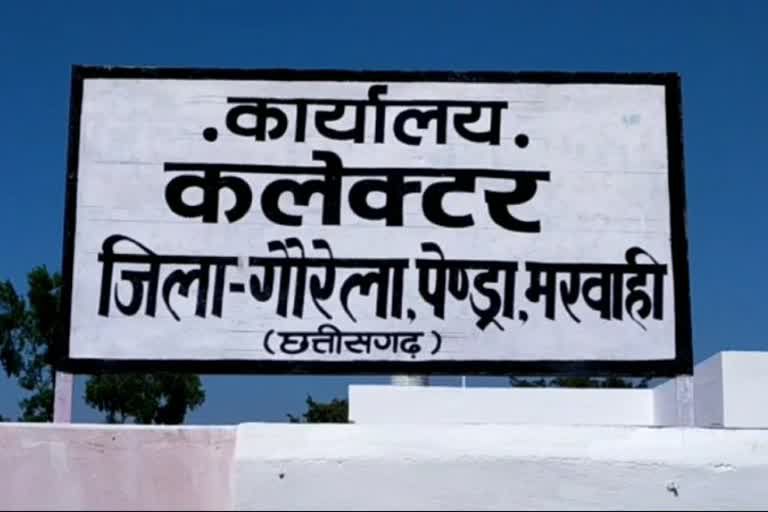 .कार्यालय.
कलेक्टर
जिला-गौरेला,पेण्ड्रा,मरवाही
(छत्तीसगढ़)